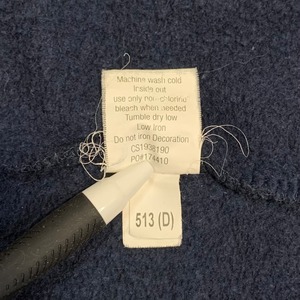 Machine wash cold
Inside out
use only non-chlorine
bleach when needed
Tumble dry low
Low Iron
Do not iron Decoration
CS1938190
PO#174410
513 (D)